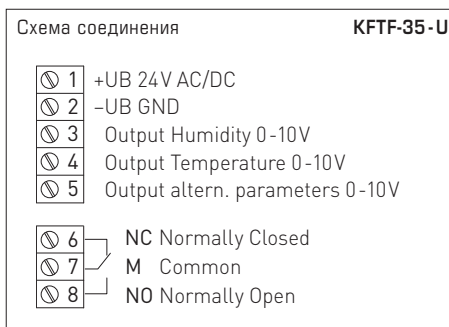 Схема соединения KFTF-35-U
1 +UB 24V AC/DC
2 –UB GND
3 Output Humidity 0-10V
4 Output Temperature 0-10V
5 Output altern. parameters 0-10V
6 NC Normally Closed
7 M Common
8 NO Normally Open